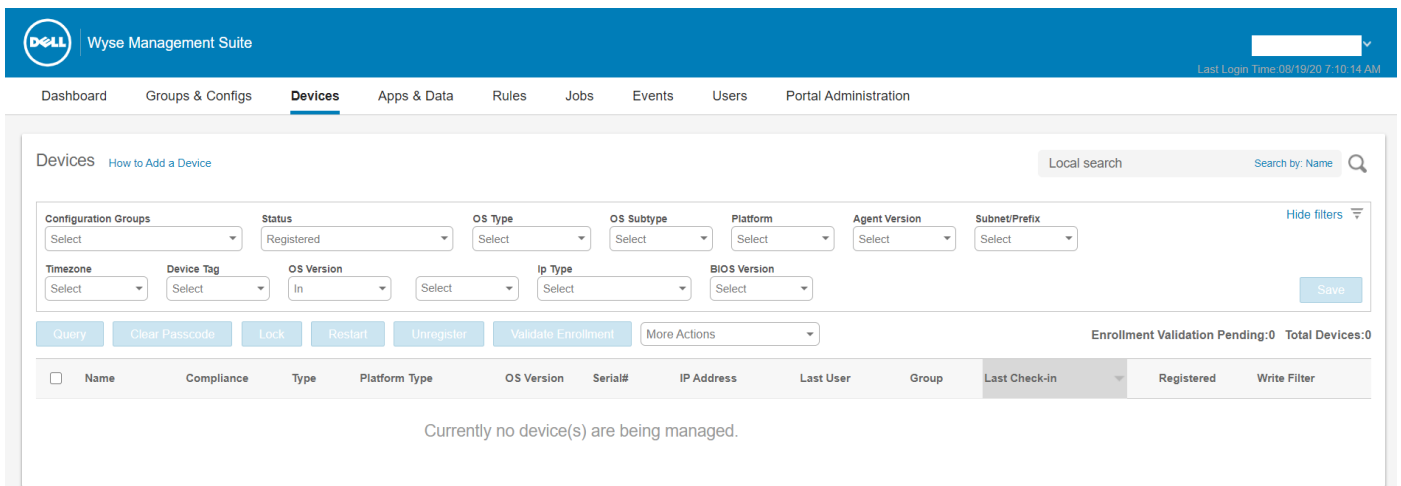 DELL Wyse Management Suite
Last Login Time:08/19/20 7:10:14 AM
Dashboard Groups & Configs Devices Apps & Data Rules Jobs Events Users Portal Administration
Devices How to Add a Device Local search Search by: Name
Hide filters
Configuration Groups Status OS Type OS Subtype Platform Agent Version Subnet/Prefix
Select Registered Select Select Select Select Select
Timezone Device Tag OS Version Ip Type BIOS Version
Select Select In Select Select Select Save
Query Clear Passcode Lock Restart Unregister Validate Enrollment More Actions Enrollment Validation Pending:0 Total Devices:0
Name Compliance Type Platform Type OS Version Serial# IP Address Last User Group Last Check-in Registered Write Filter
Currently no device(s) are being managed.